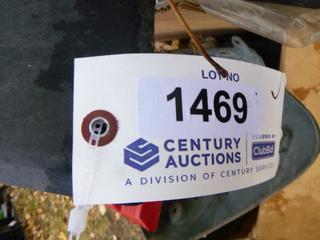 LOT NO
1469
CENTURY
AUCTIONS
POWERED BY
ClubBid
A DIVISION OF CENTURY SERVICES